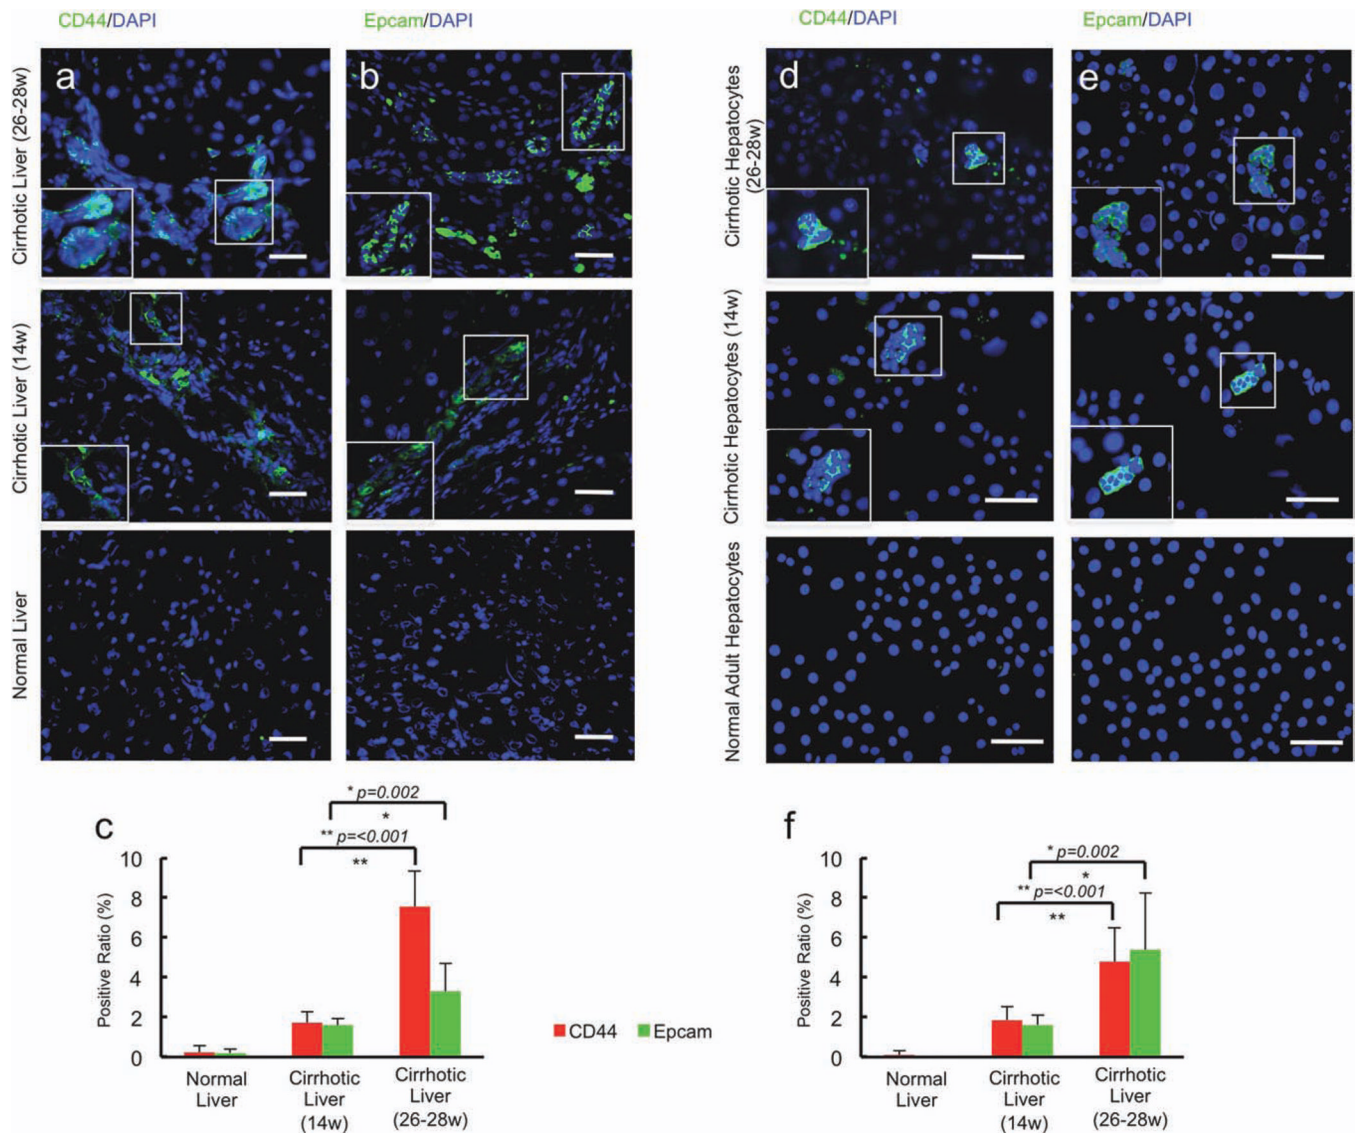 CD44/DAPI
Epcam/DAPI
CD44/DAPI
Epcam/DAPI
Cirrhotic Liver (26-28w)
a
b
Cirrhotic Hepatocytes
(26-28w)
d
e
Cirrhotic Liver (14w)
Cirrhotic Hepatocytes (14w)
Normal Liver
Normal Adult Hepatocytes
c
* p=0.002
*
** p=<0.001
**
Positive Ratio (%)
10
8
6
4
2
0
Normal
Liver
Cirrhotic
Liver
(14w)
Cirrhotic
Liver
(26-28w)
CD44
Epcam
f
* p=0.002
*
** p=<0.001
**
Positive Ratio (%)
10
8
6
4
2
0
Normal
Liver
Cirrhotic
Liver
(14w)
Cirrhotic
Liver
(26-28w)